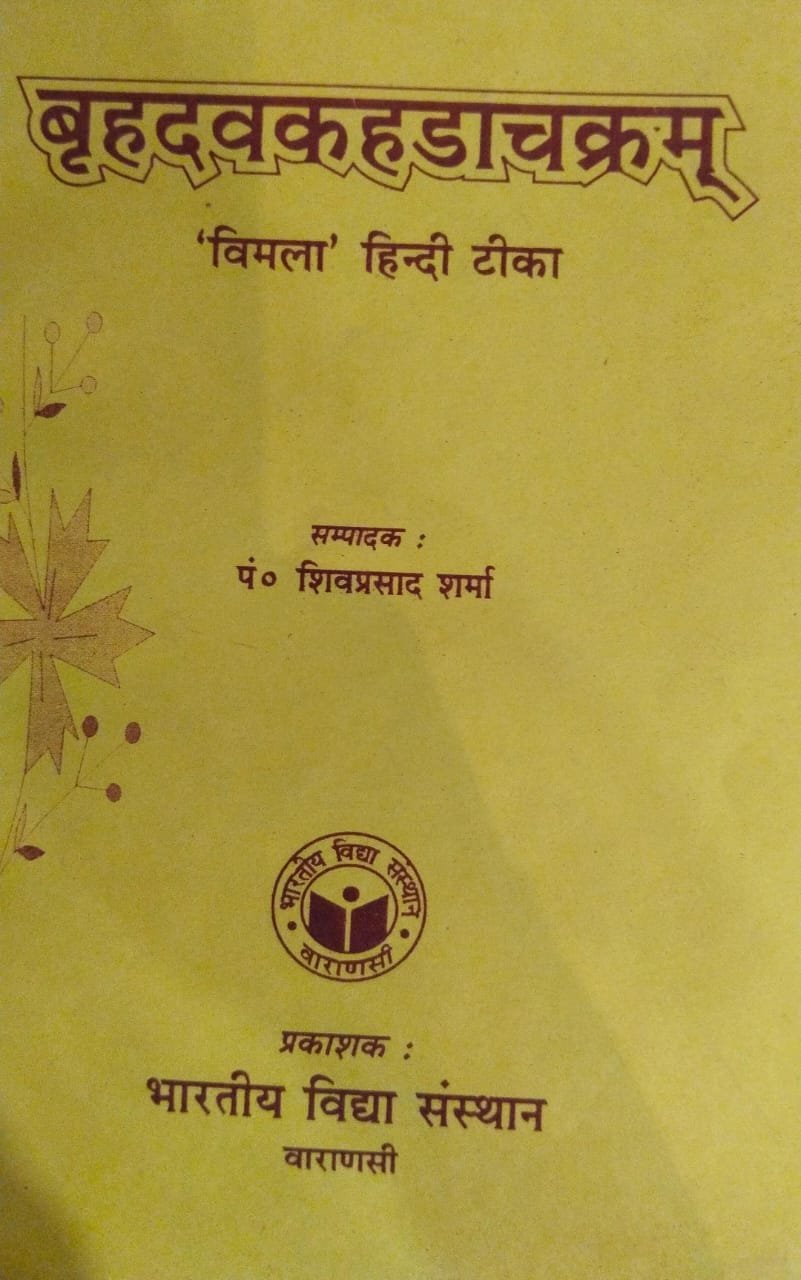 बृहदवकहडाचक्रम्
‘विमला’ हिन्दी टीका
सम्पादक :
पं० शिवप्रसाद शर्मा
भारतीय विद्या संस्थान
वाराणसी
प्रकाशक :
भारतीय विद्या संस्थान
वाराणसी